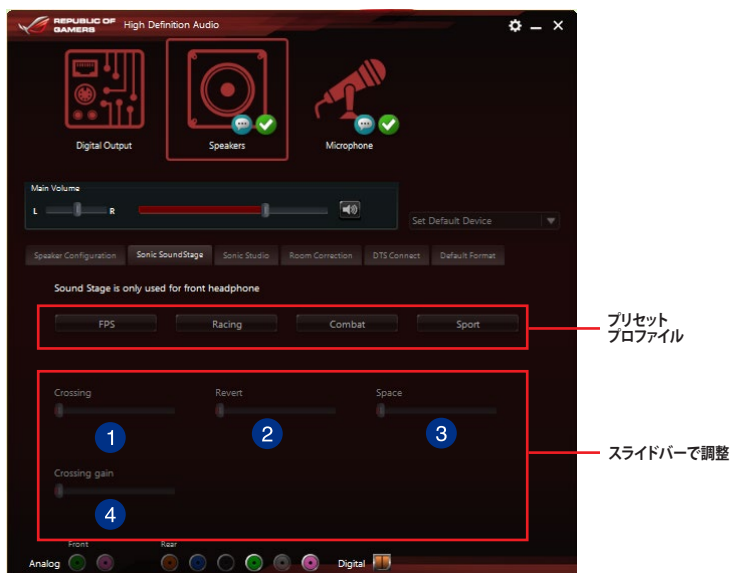 REPUBLIC OF
GAMERS
High Definition Audio
Digital Output
Speakers
Microphone
Main Volume
L
R
Set Default Device
Speaker Configuration
Sonic SoundStage
Sonic Studio
Room Correction
DTS Connect
Default Format
Sound Stage is only used for front headphone
FPS
Racing
Combat
Sport
プリセット
プロファイル
Crossing
Revert
Space
1
2
3
スライドバーで調整
Crossing gain
4
Front
Rear
Analog
Digital